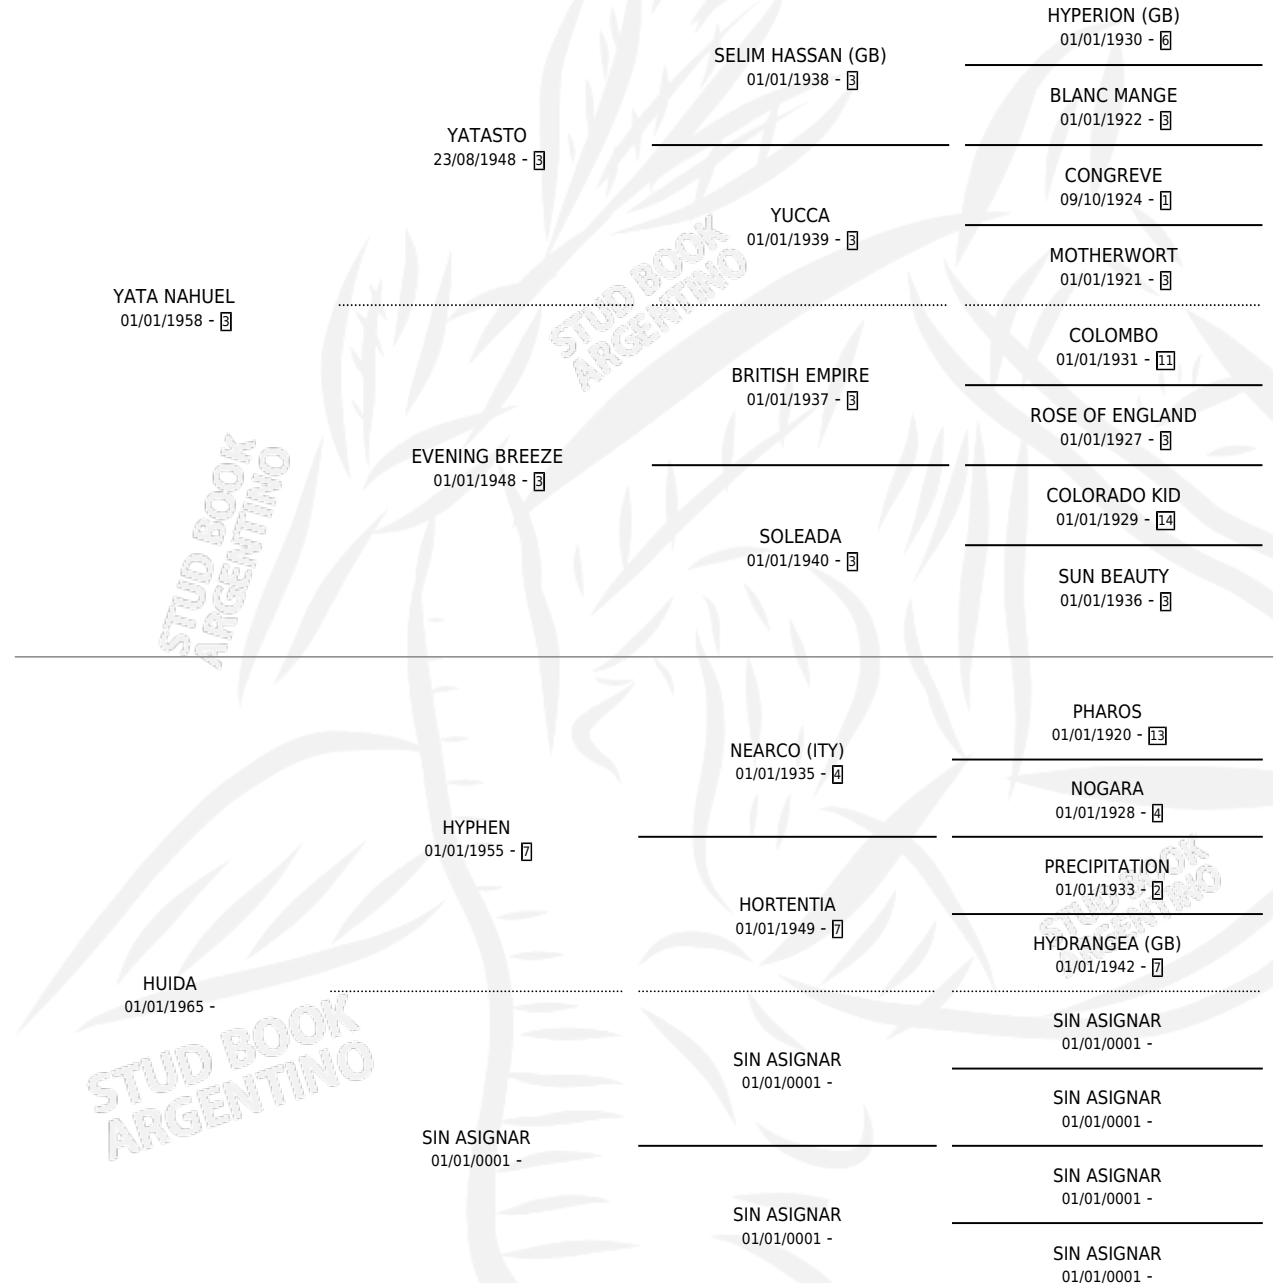 HYPERION (GB)
01/01/1930 - 6
SELIM HASSAN (GB)
01/01/1938 - 3
BLANC MANGE
01/01/1922 - 3
YATASTO
23/08/1948 - 3
CONGREVE
09/10/1924 - 1
YUCCA
01/01/1939 - 3
MOTHERWORT
01/01/1921 - 3
YATA NAHUEL
01/01/1958 - 3
COLOMBO
01/01/1931 - 11
BRITISH EMPIRE
01/01/1937 - 3
ROSE OF ENGLAND
01/01/1927 - 3
EVENING BREEZE
01/01/1948 - 3
COLORADO KID
01/01/1929 - 14
SOLEADA
01/01/1940 - 3
SUN BEAUTY
01/01/1936 - 3
PHAROS
01/01/1920 - 13
NEARCO (ITY)
01/01/1935 - 4
NOGARA
01/01/1928 - 4
HYPHEN
01/01/1955 - 7
PRECIPITATION
01/01/1933 - 2
HORTENTIA
01/01/1949 - 7
HYDRANGEA (GB)
01/01/1942 - 7
HUIDA
01/01/1965 -
SIN ASIGNAR
01/01/0001 -
SIN ASIGNAR
01/01/0001 -
SIN ASIGNAR
01/01/0001 -
SIN ASIGNAR
01/01/0001 -
SIN ASIGNAR
01/01/0001 -
SIN ASIGNAR
01/01/0001 -
SIN ASIGNAR
01/01/0001 -
STUD BOOK
ARGENTINO
STUD BOOK
ARGENTINO
STUD BOOK
ARGENTINO
STUD BOOK
ARGENTINO